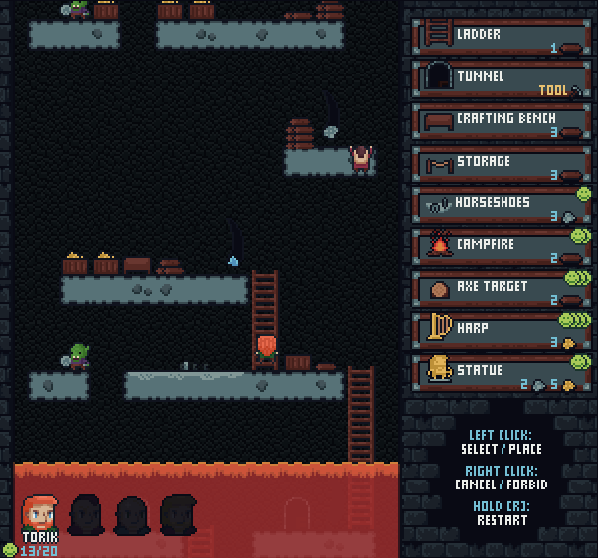 LADDER
1
TUNNEL
TOOL
CRAFTING BENCH
3
STORAGE
3
HORSESHOES
3
CAMPFIRE
2
AXE TARGET
2
HARP
3
STATUE
2 5
LEFT CLICK:
SELECT / PLACE
RIGHT CLICK:
CANCEL / FORBID
HOLD [R]:
RESTART
TORIK
13/20